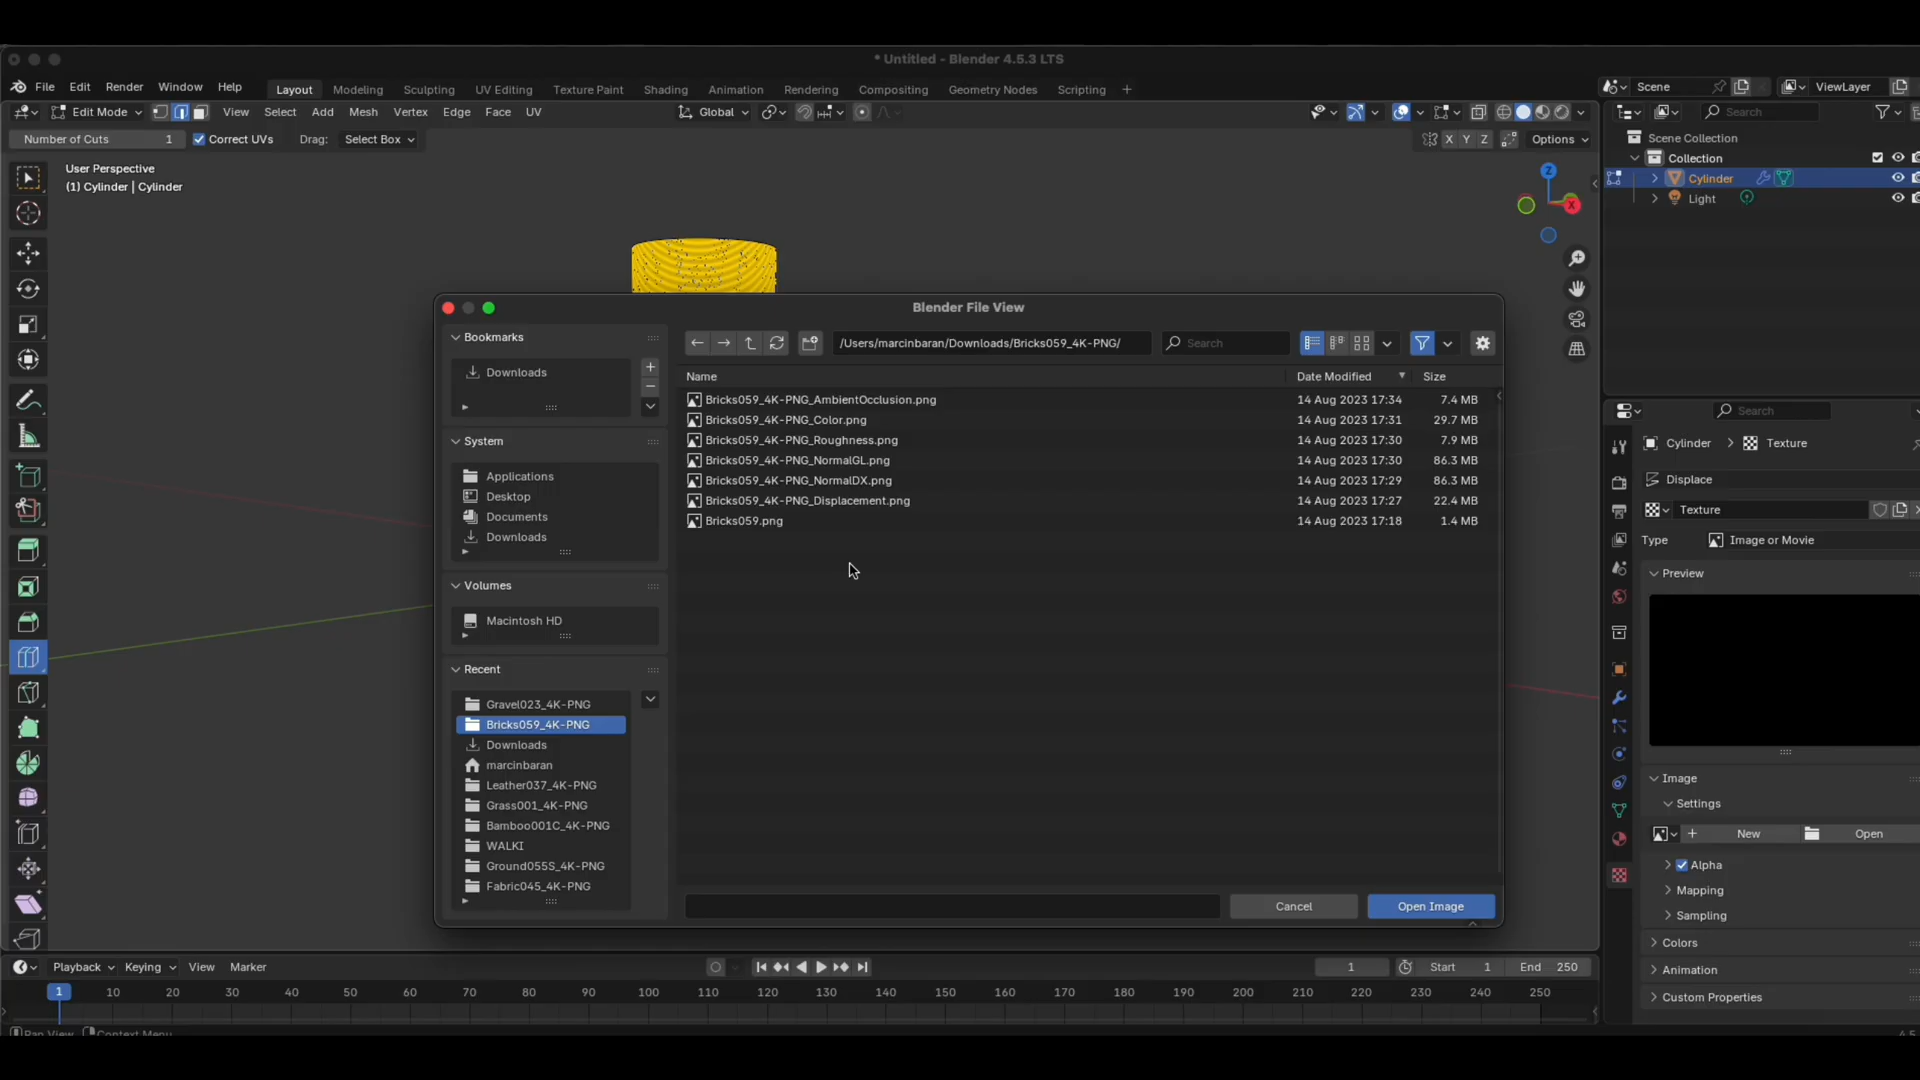 * Untitled - Blender 4.5.3 LTS
File Edit Render Window Help Layout Modeling Sculpting UV Editing Texture Paint Shading Animation Rendering Compositing Geometry Nodes Scripting + Scene ViewLayer
Edit Mode View Select Add Mesh Vertex Edge Face UV Global Search
Number of Cuts 1 Correct UVs Drag: Select Box X Y Z Options
Scene Collection
Collection
Cylinder
Light
User Perspective
(1) Cylinder | Cylinder
Z
X
Blender File View
Bookmarks
Downloads
System
Applications
Desktop
Documents
Downloads
Volumes
Macintosh HD
Recent
Gravel023_4K-PNG
Bricks059_4K-PNG
Downloads
marcinbaran
Leather037_4K-PNG
Grass001_4K-PNG
Bamboo001C_4K-PNG
WALKI
Ground055S_4K-PNG
Fabric045_4K-PNG
/Users/marcinbaran/Downloads/Bricks059_4K-PNG/ Search
Name Date Modified Size
Bricks059_4K-PNG_AmbientOcclusion.png 14 Aug 2023 17:34 7.4 MB
Bricks059_4K-PNG_Color.png 14 Aug 2023 17:31 29.7 MB
Bricks059_4K-PNG_Roughness.png 14 Aug 2023 17:30 7.9 MB
Bricks059_4K-PNG_NormalGL.png 14 Aug 2023 17:30 86.3 MB
Bricks059_4K-PNG_NormalDX.png 14 Aug 2023 17:29 86.3 MB
Bricks059_4K-PNG_Displacement.png 14 Aug 2023 17:27 22.4 MB
Bricks059.png 14 Aug 2023 17:18 1.4 MB
Cancel Open Image
Search
Cylinder > Texture
Displace
Texture
Type Image or Movie
Preview
Image
Settings
New Open
Alpha
Mapping
Sampling
Colors
Animation
Custom Properties
Playback Keying View Marker 1 Start 1 End 250
1 10 20 30 40 50 60 70 80 90 100 110 120 130 140 150 160 170 180 190 200 210 220 230 240 250
Pan View Context Menu